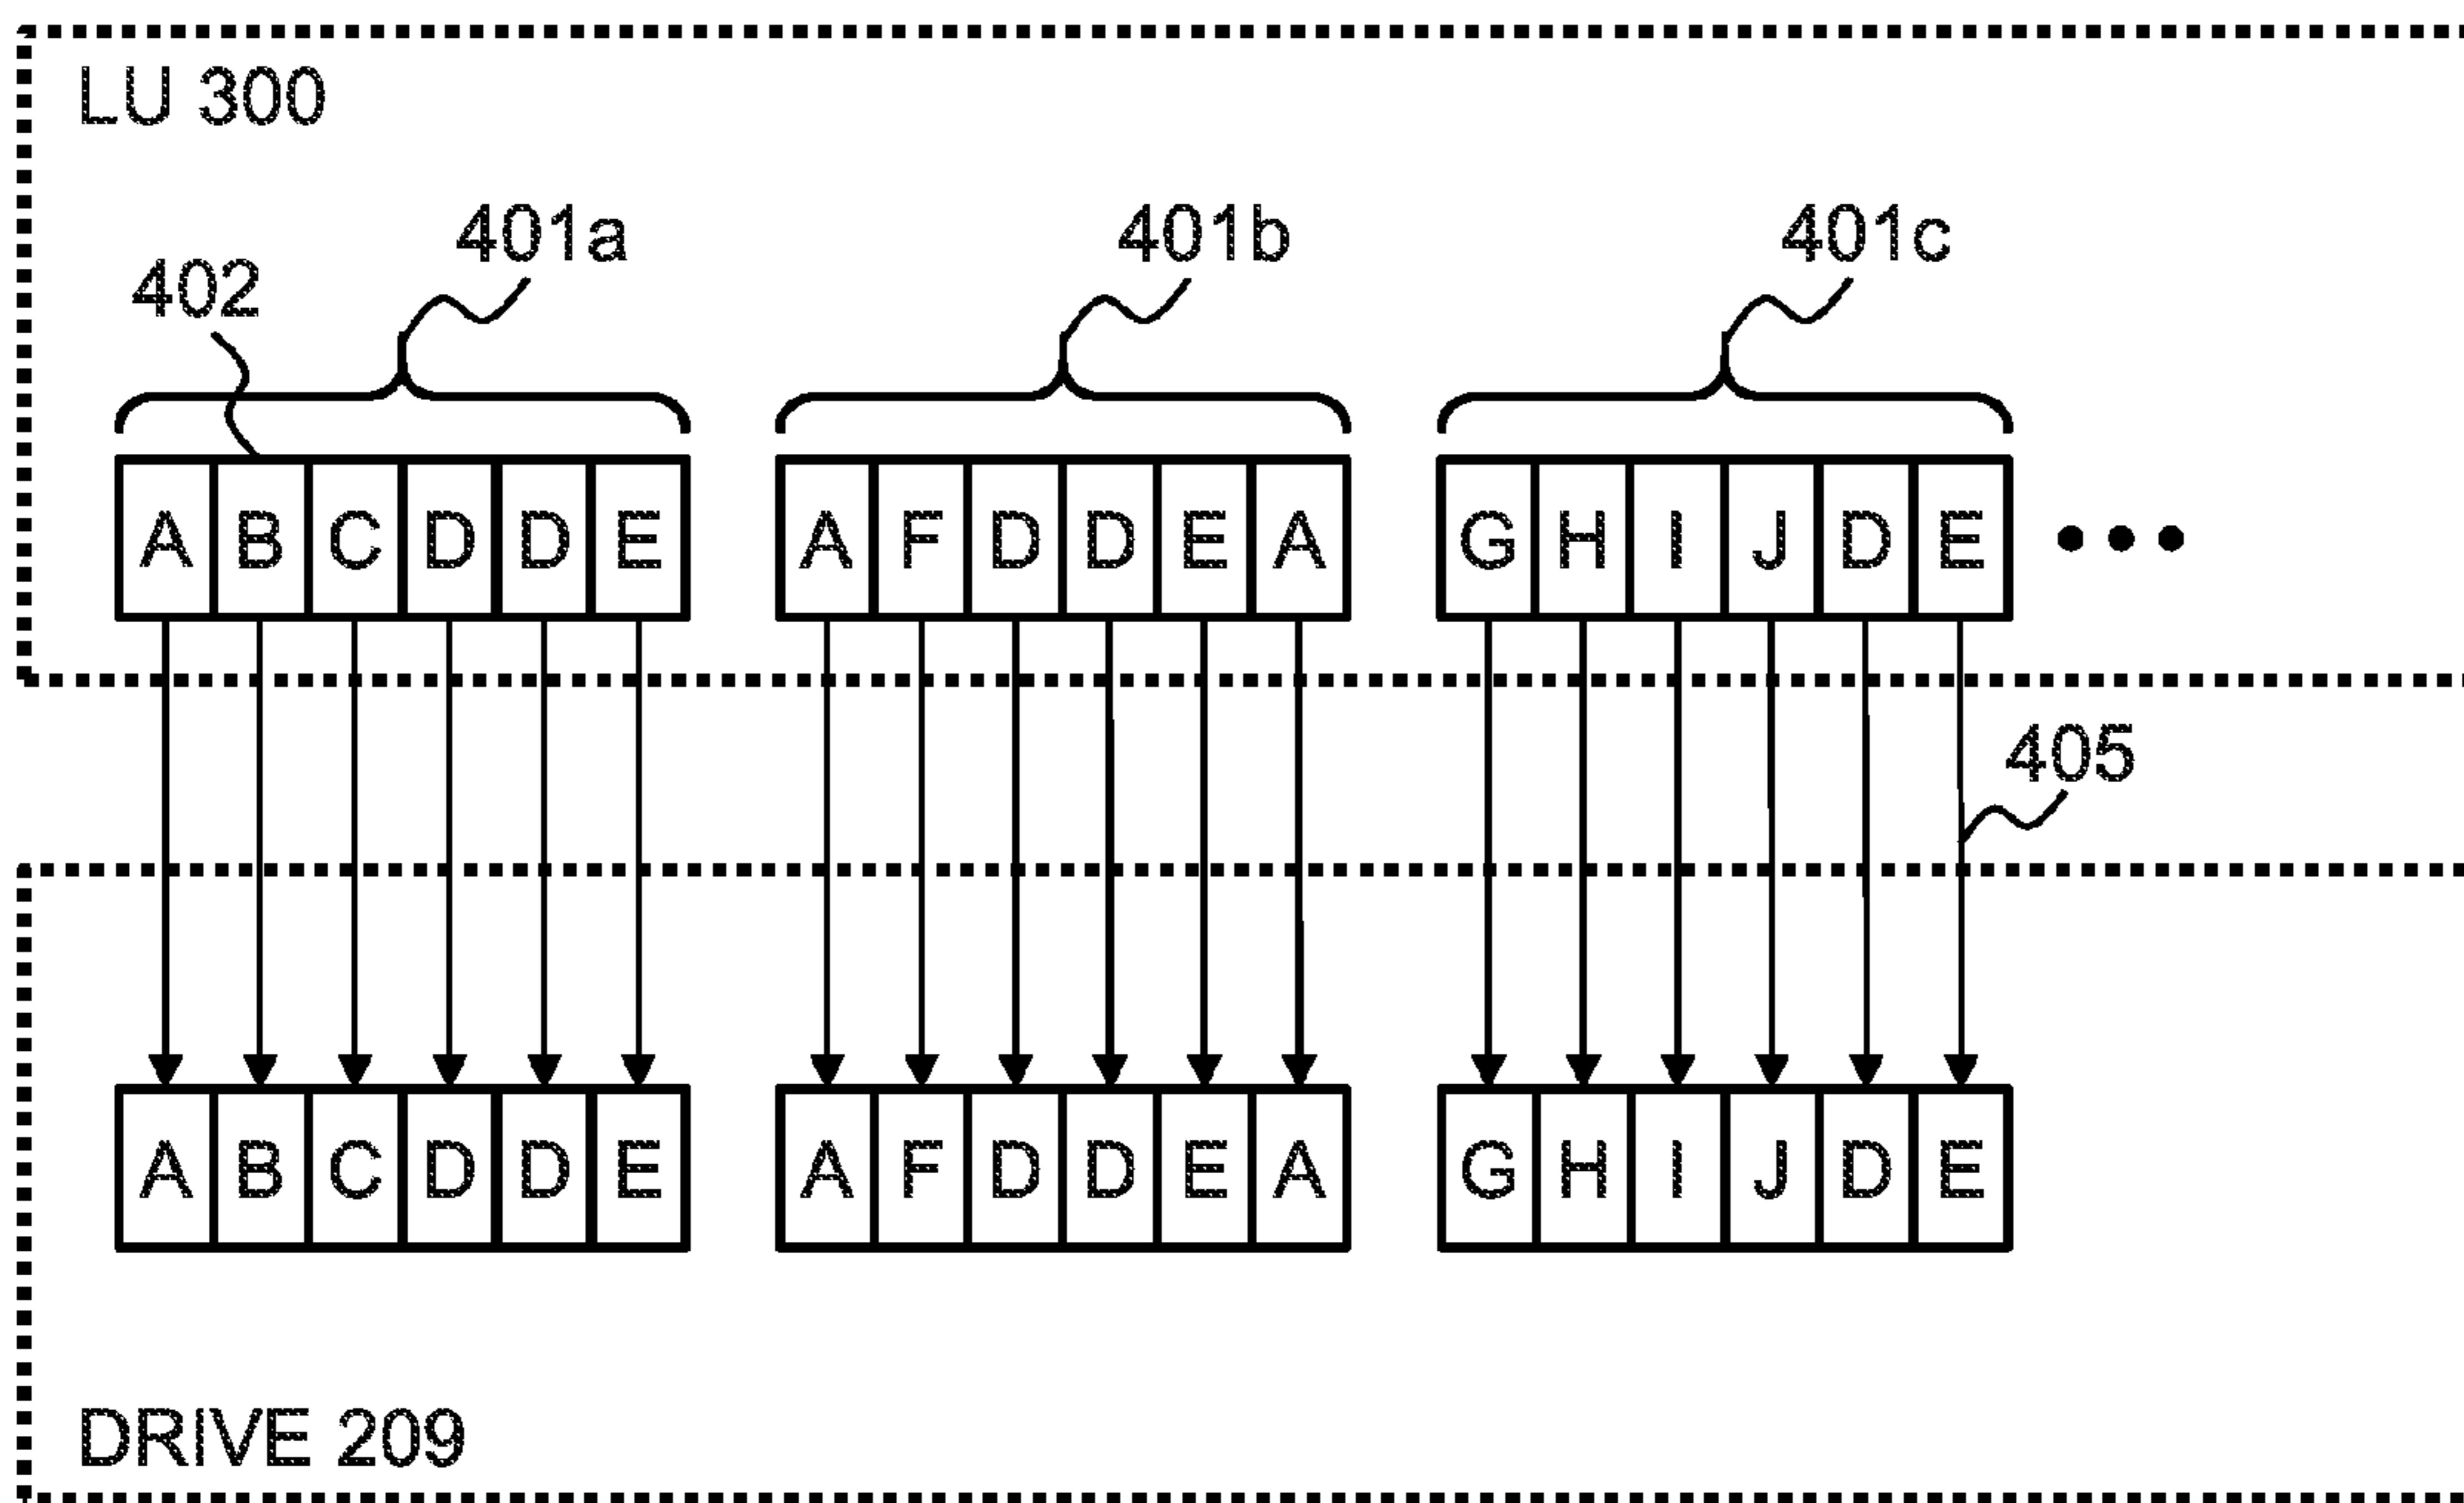 LU 300
401a 401b 401c
402
A B C D D E A F D D E A G H I J D E
405
A B C D D E A F D D E A G H I J D E
DRIVE 209